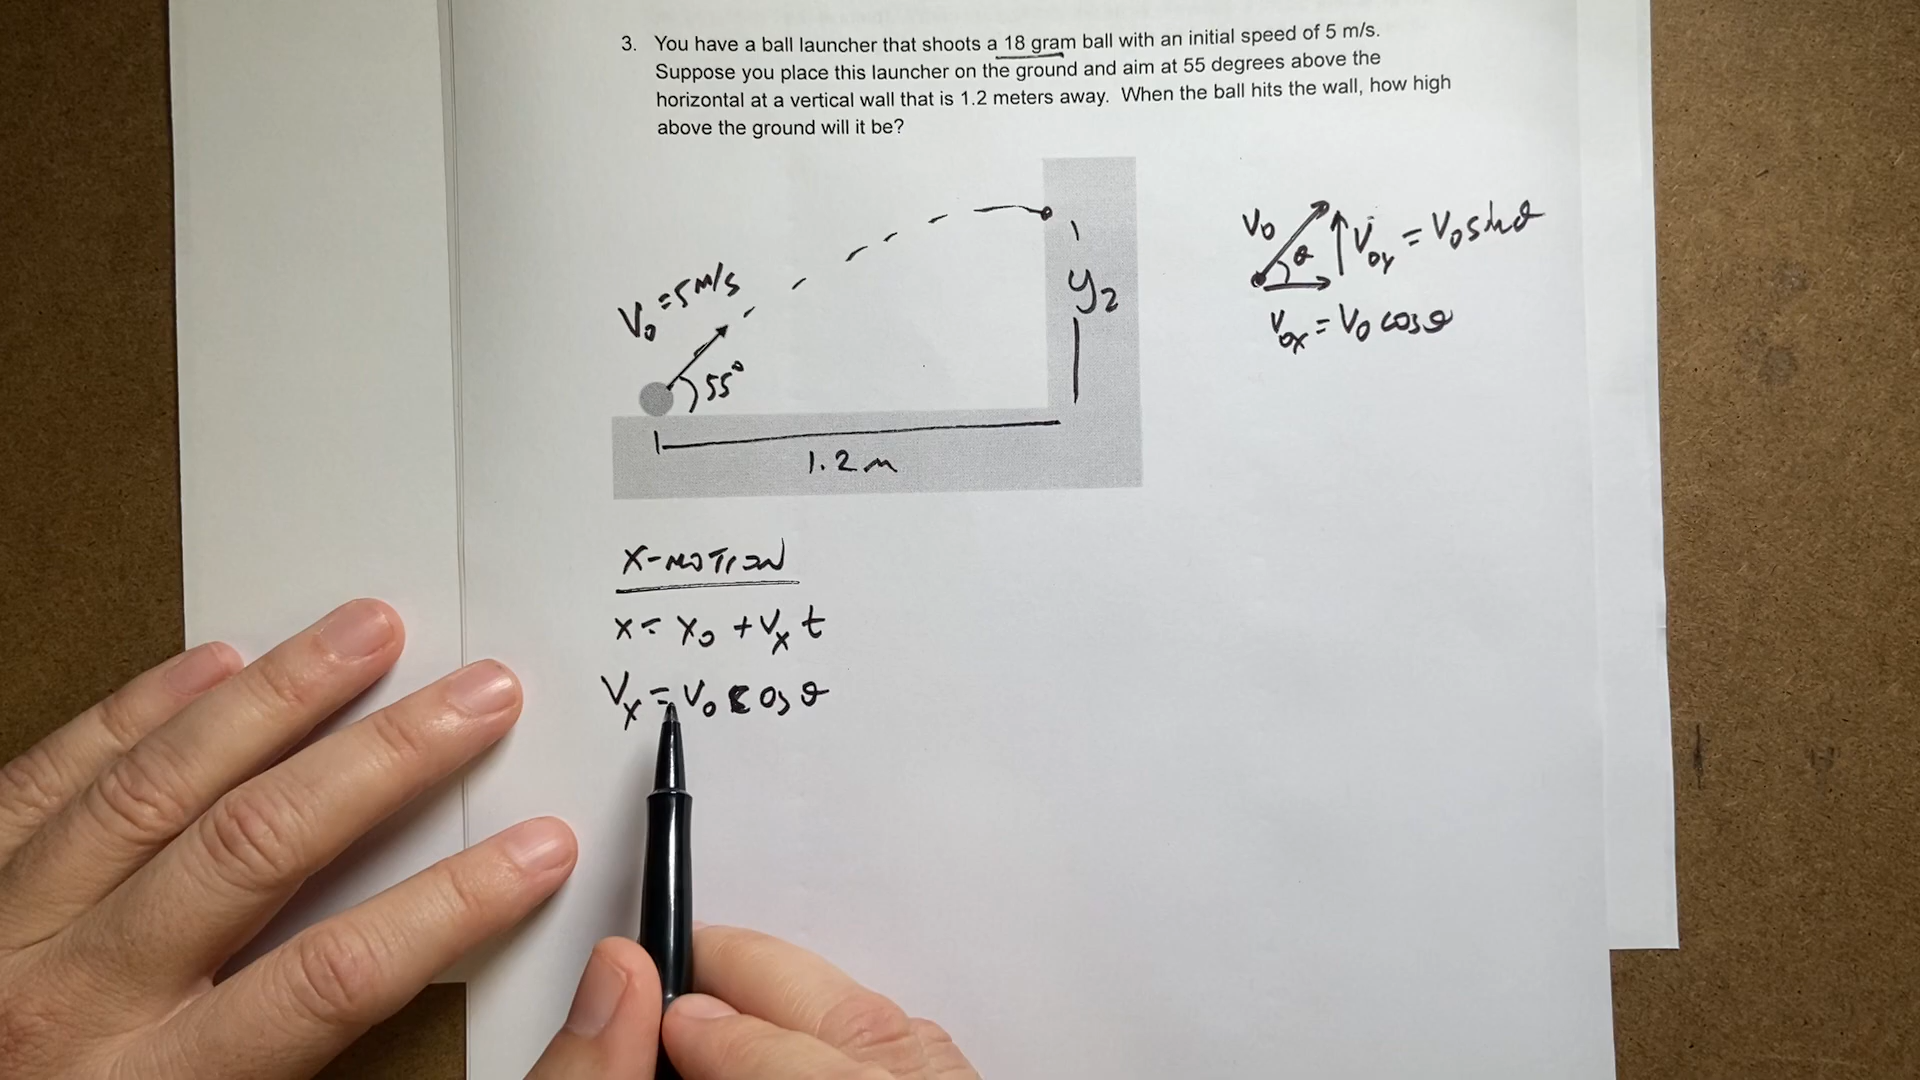 3. You have a ball launcher that shoots a 18 gram ball with an initial speed of 5 m/s.
Suppose you place this launcher on the ground and aim at 55 degrees above the
horizontal at a vertical wall that is 1.2 meters away. When the ball hits the wall, how high
above the ground will it be?
V₀ = 5 m/s
55°
1.2 m
y₂
V₀
θ
V₀y = V₀ sinθ
V₀x = V₀ cosθ
X-MOTION
x = x₀ + Vx t
Vx = V₀ cosθ